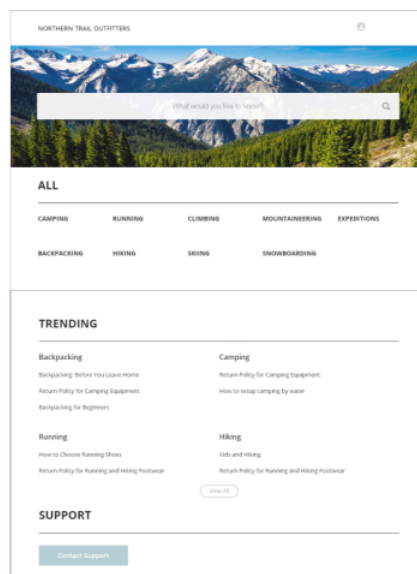 NORTHERN TRAIL OUTFITTERS
What would you like to know?
ALL
CAMPING RUNNING CLIMBING MOUNTAINEERING EXPEDITIONS
BACKPACKING HIKING SKIING SNOWBOARDING
TRENDING
Backpacking Camping
Backpacking: Before You Leave Home Return Policy for Camping Equipment
Return Policy for Camping Equipment How to setup camping by water
Backpacking for Beginners
Running Hiking
How to Choose Running Shoes Kids and Hiking
Return Policy for Running and Hiking Footwear Return Policy for Running and Hiking Footwear
View All
SUPPORT
Contact Support